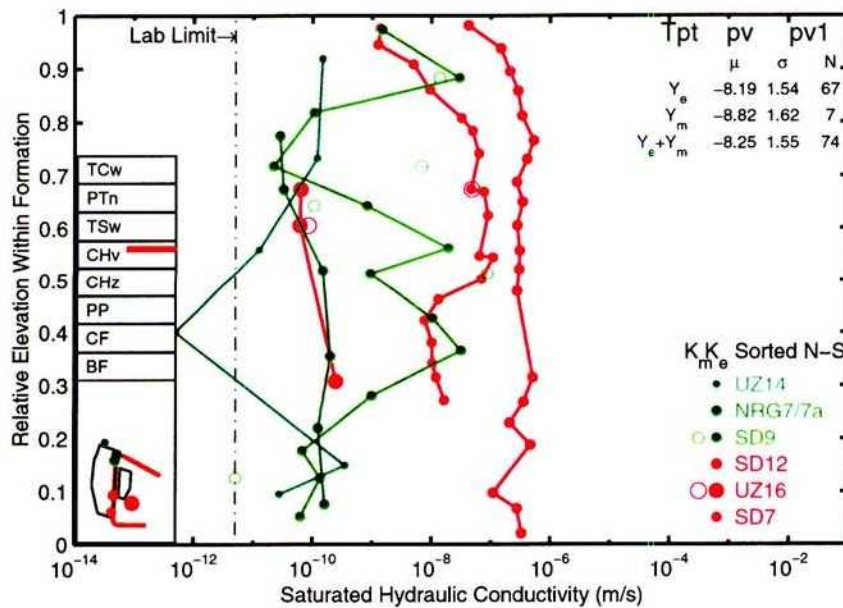 Lab Limit→
Tpt pv pv1
μ σ N
Ye −8.19 1.54 67
Ym −8.82 1.62 7
Ye+Ym −8.25 1.55 74
TCw
PTn
TSw
CHv
CHz
PP
CF
BF
KmKe Sorted N−S
UZ14
NRG7/7a
SD9
SD12
UZ16
SD7
1
0.9
0.8
0.7
0.6
0.5
0.4
0.3
0.2
0.1
0
Relative Elevation Within Formation
10−14 10−12 10−10 10−8 10−6 10−4 10−2
Saturated Hydraulic Conductivity (m/s)